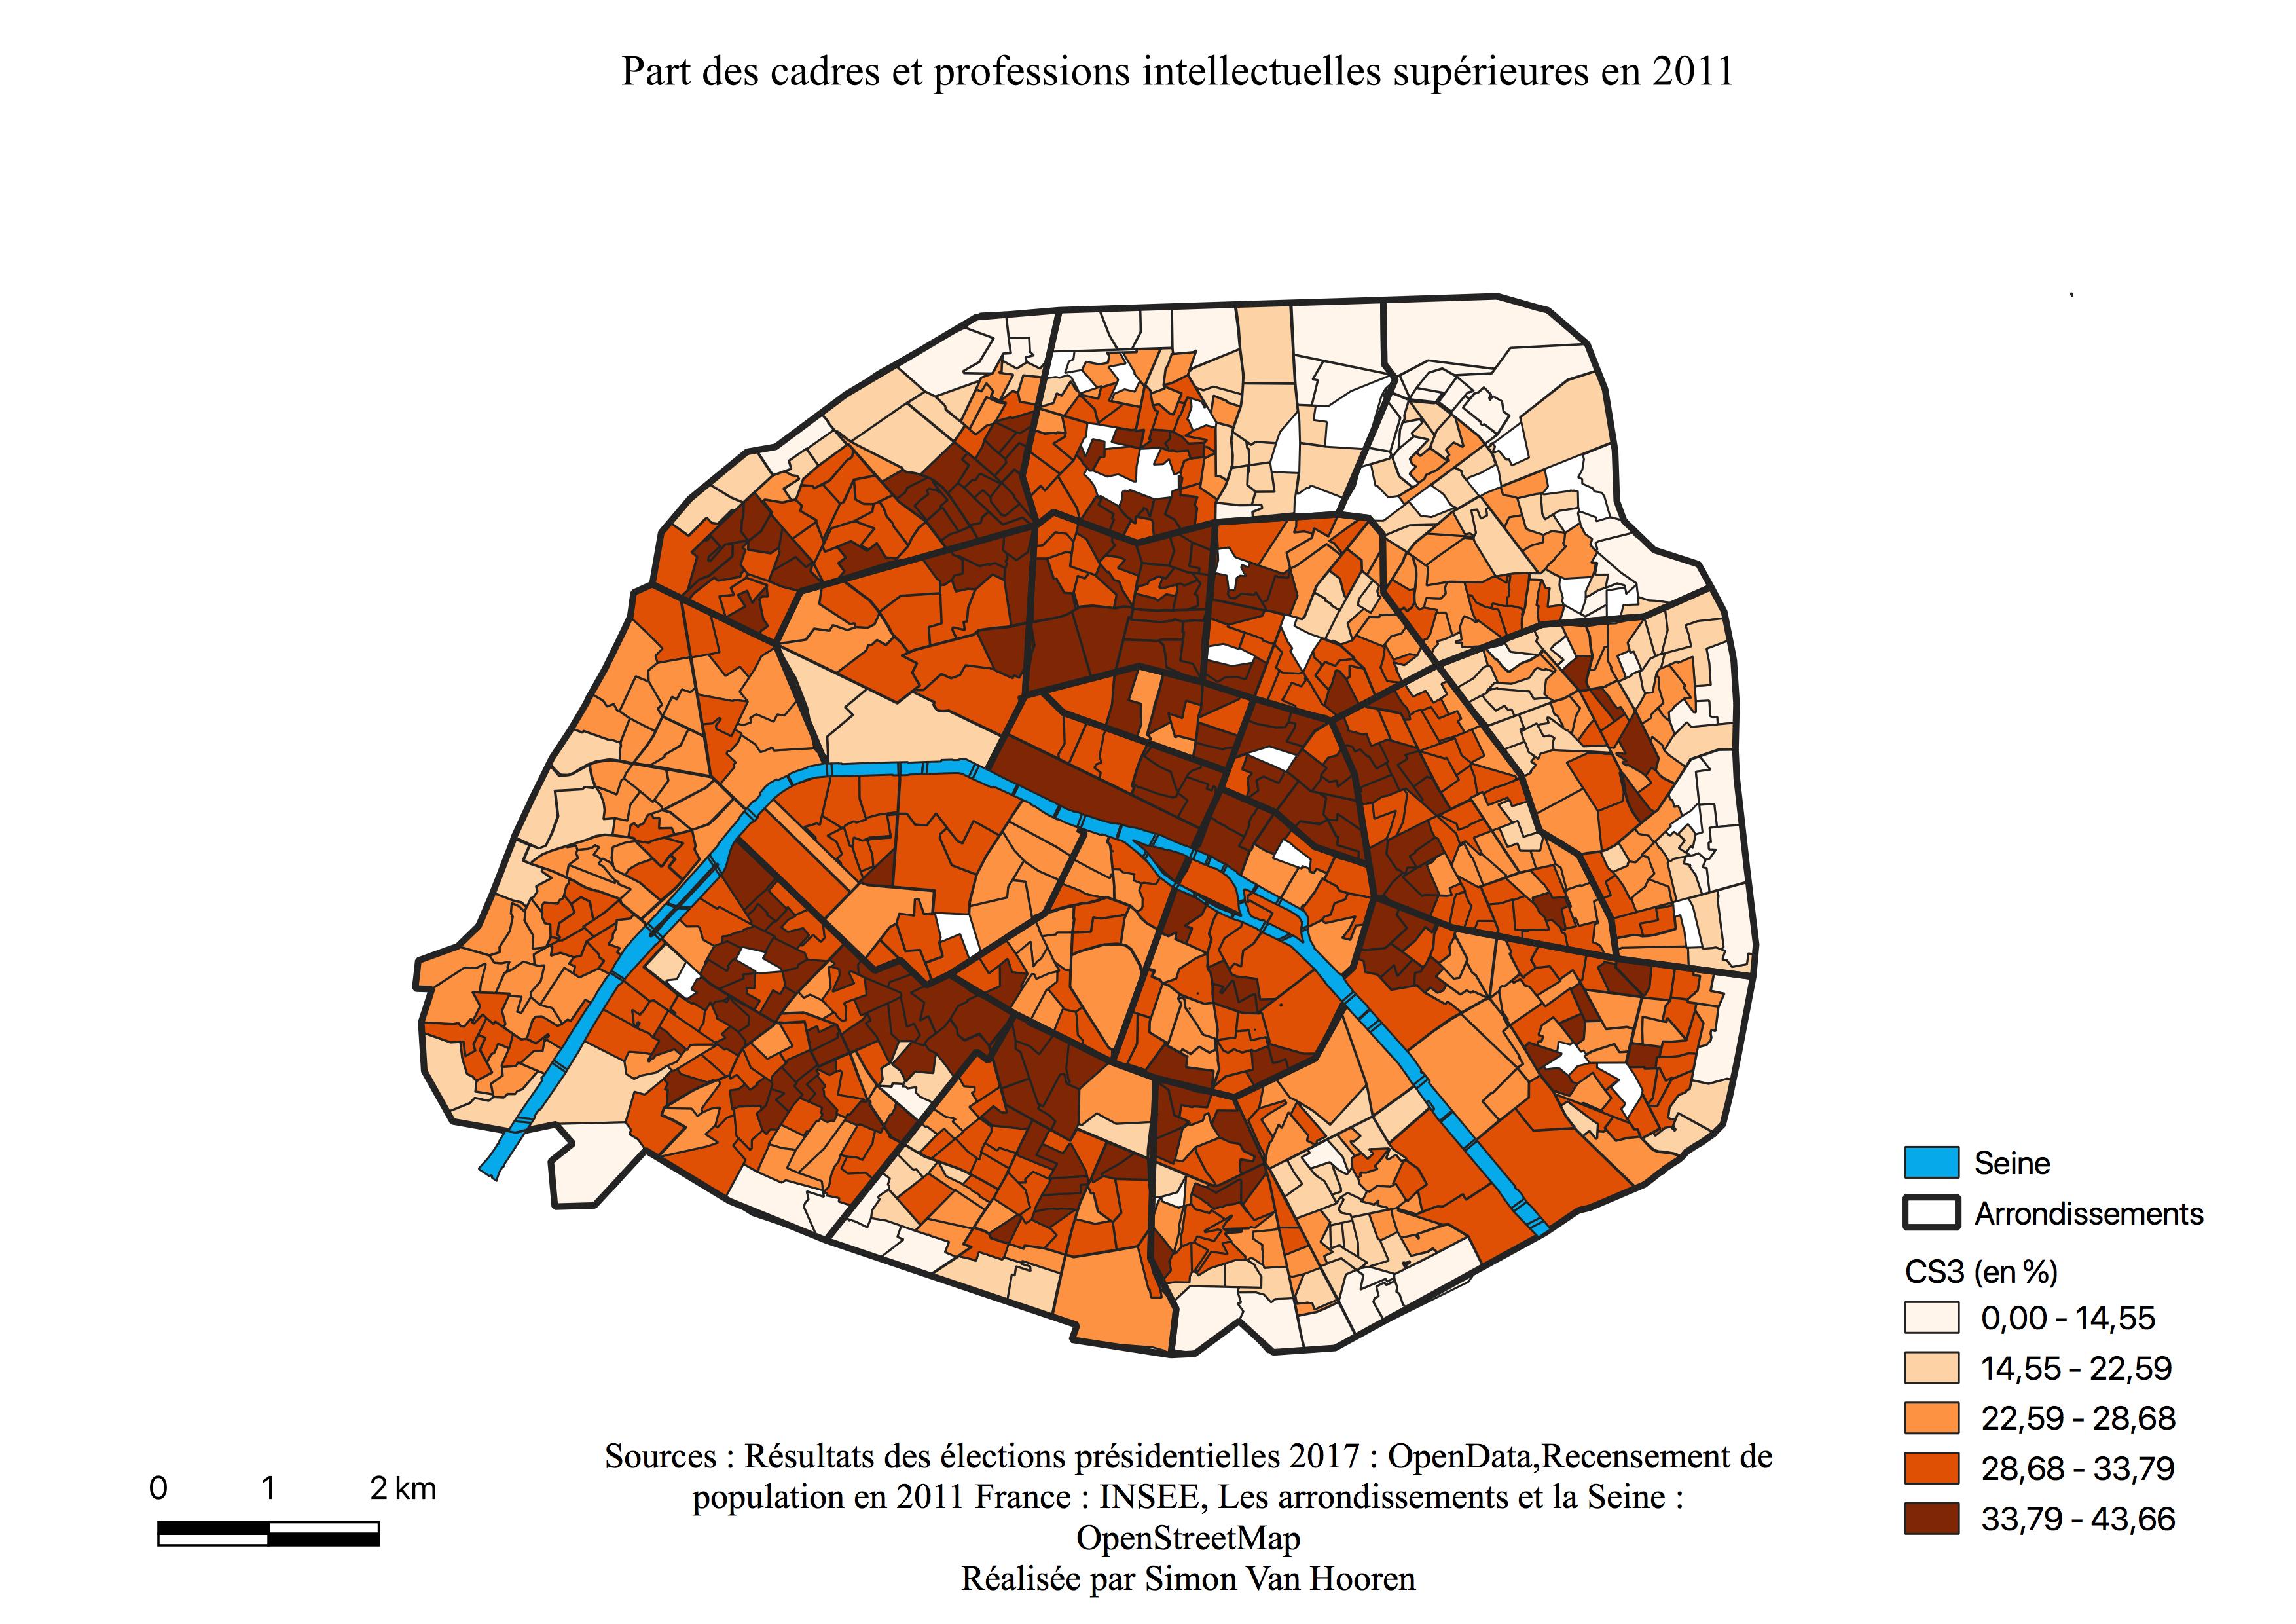 Part des cadres et professions intellectuelles supérieures en 2011
Seine
Arrondissements
CS3 (en %)
0,00 - 14,55
14,55 - 22,59
22,59 - 28,68
28,68 - 33,79
33,79 - 43,66
0 1 2 km
Sources : Résultats des élections présidentielles 2017 : OpenData,Recensement de
population en 2011 France : INSEE, Les arrondissements et la Seine :
OpenStreetMap
Réalisée par Simon Van Hooren